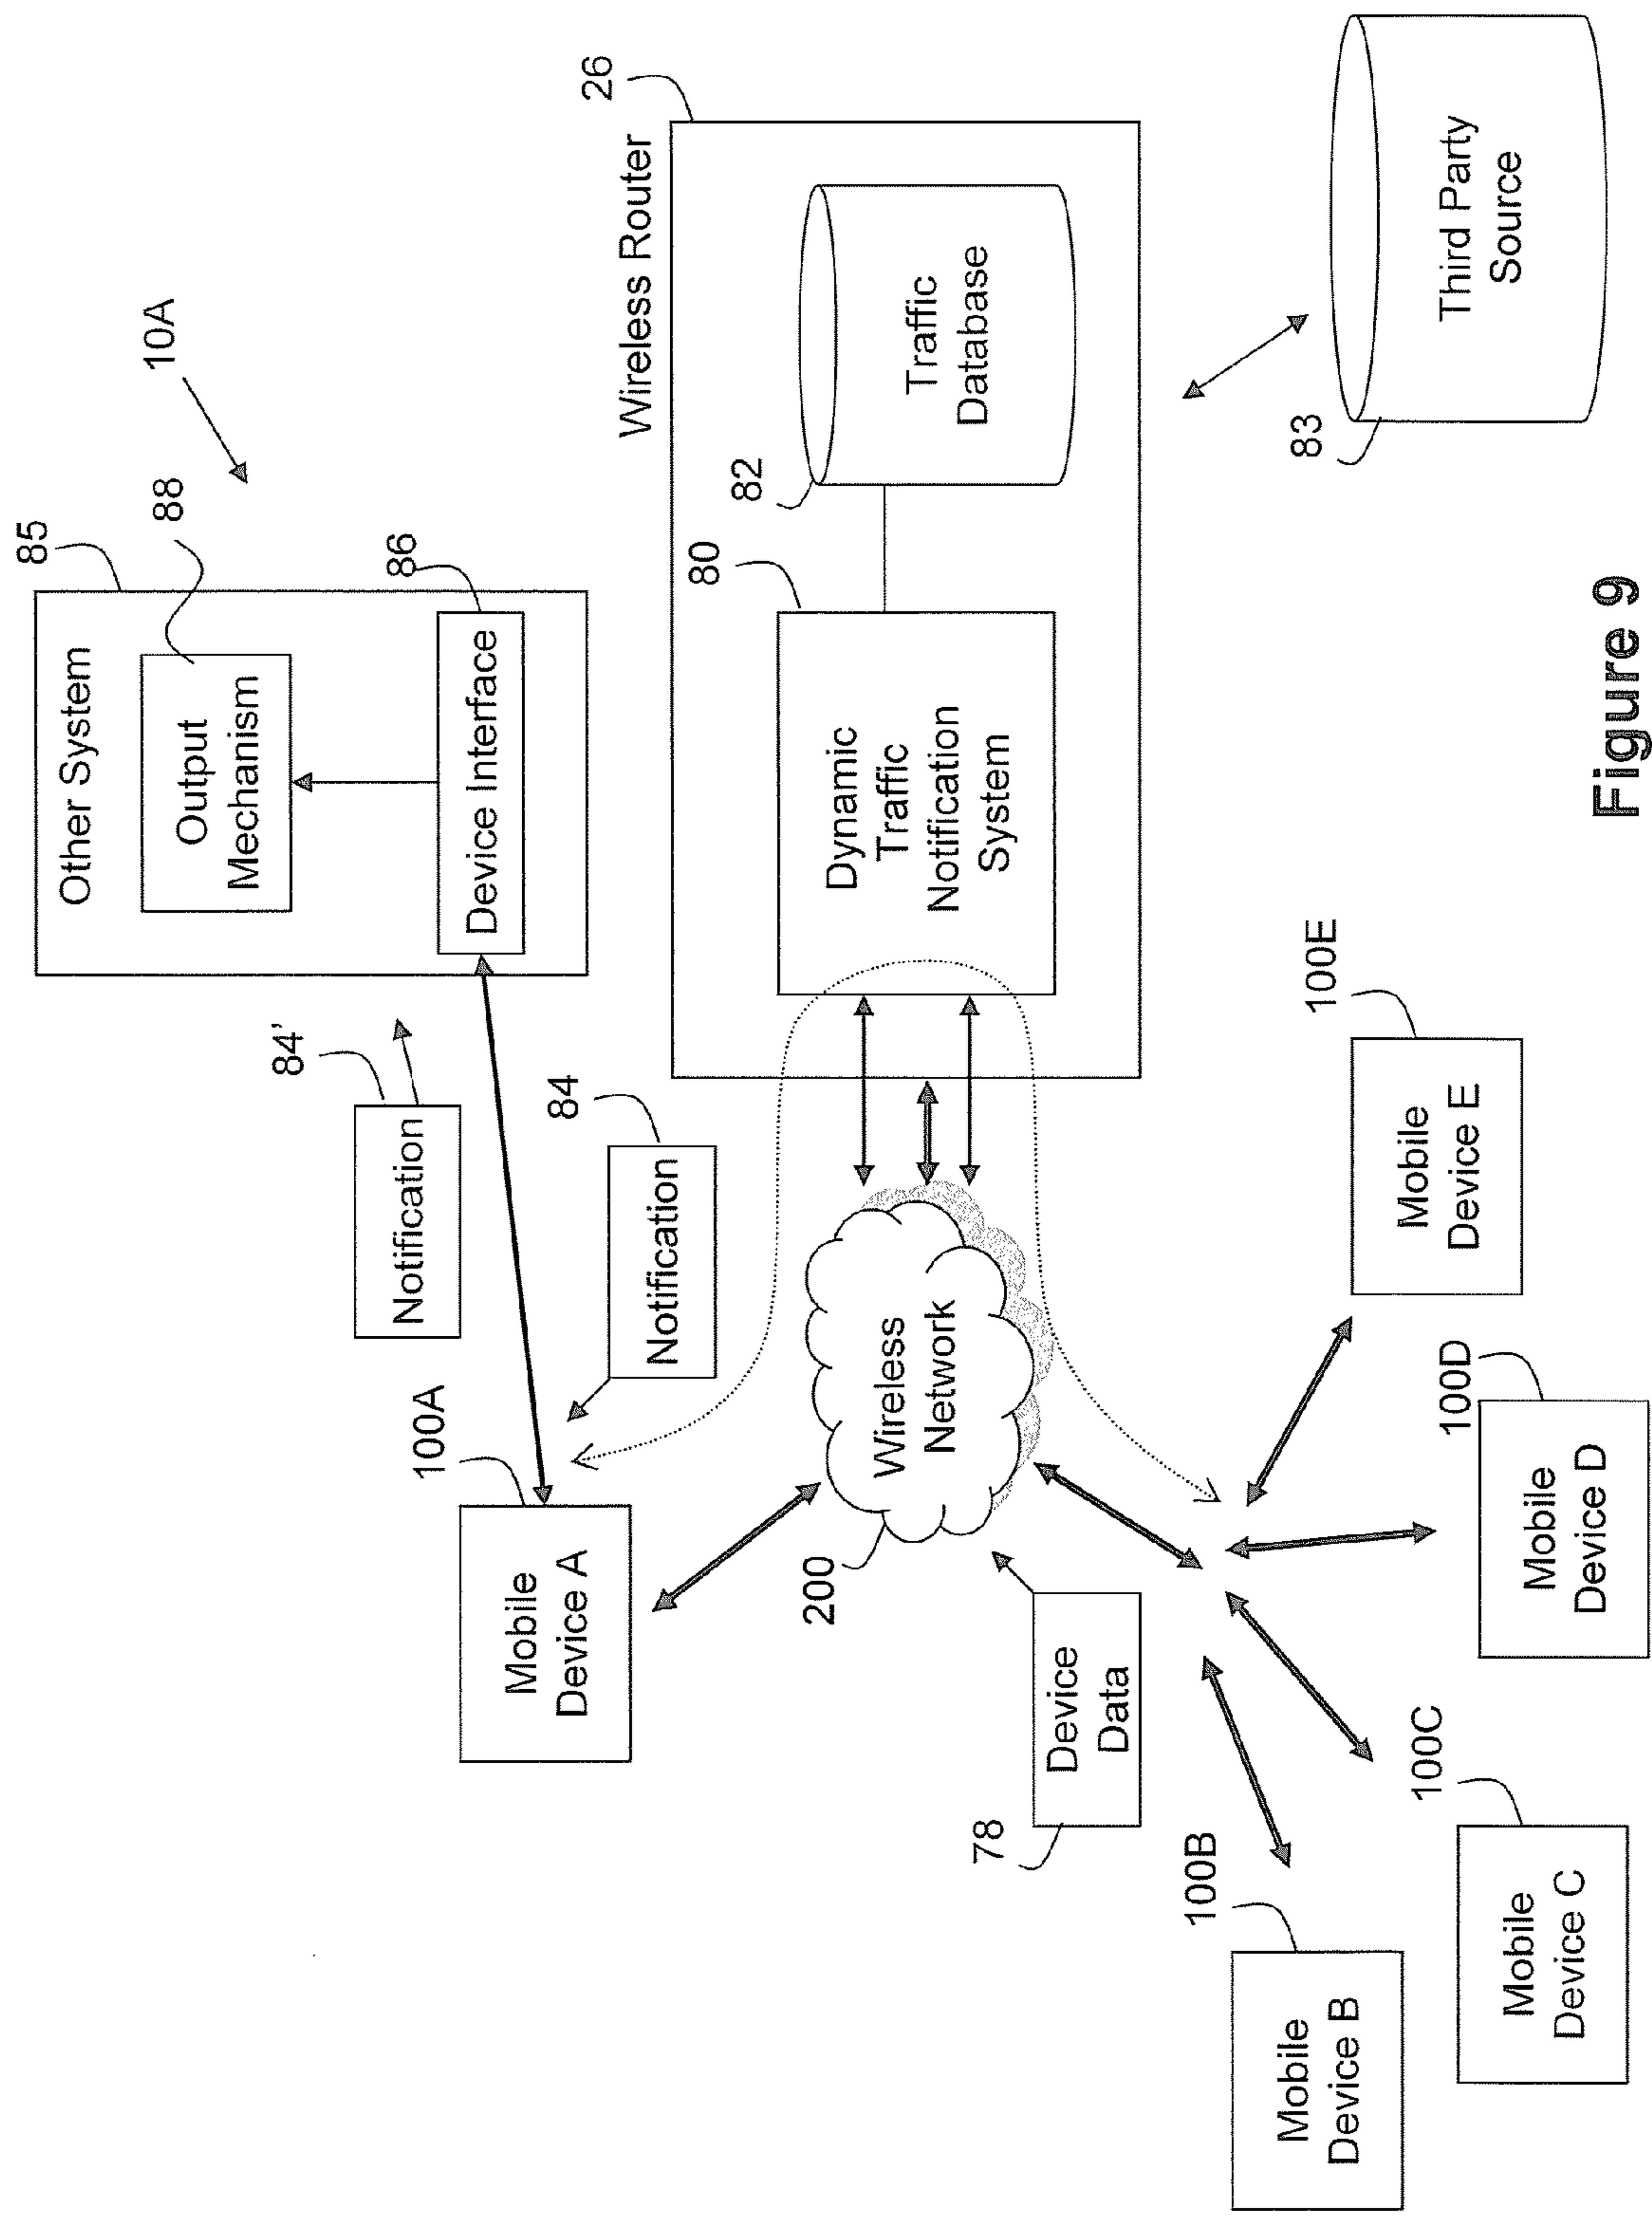 10A
85
Other System
88
Output
Mechanism
86
Device Interface
84'
Notification
84
Notification
100A
Mobile
Device A
Wireless Router
26
80
Dynamic
Traffic
Notification
System
82
Traffic
Database
Wireless
Network
200
Device
Data
78
83
Third Party
Source
100B
Mobile
Device B
100C
Mobile
Device C
100D
Mobile
Device D
100E
Mobile
Device E
Figure 9